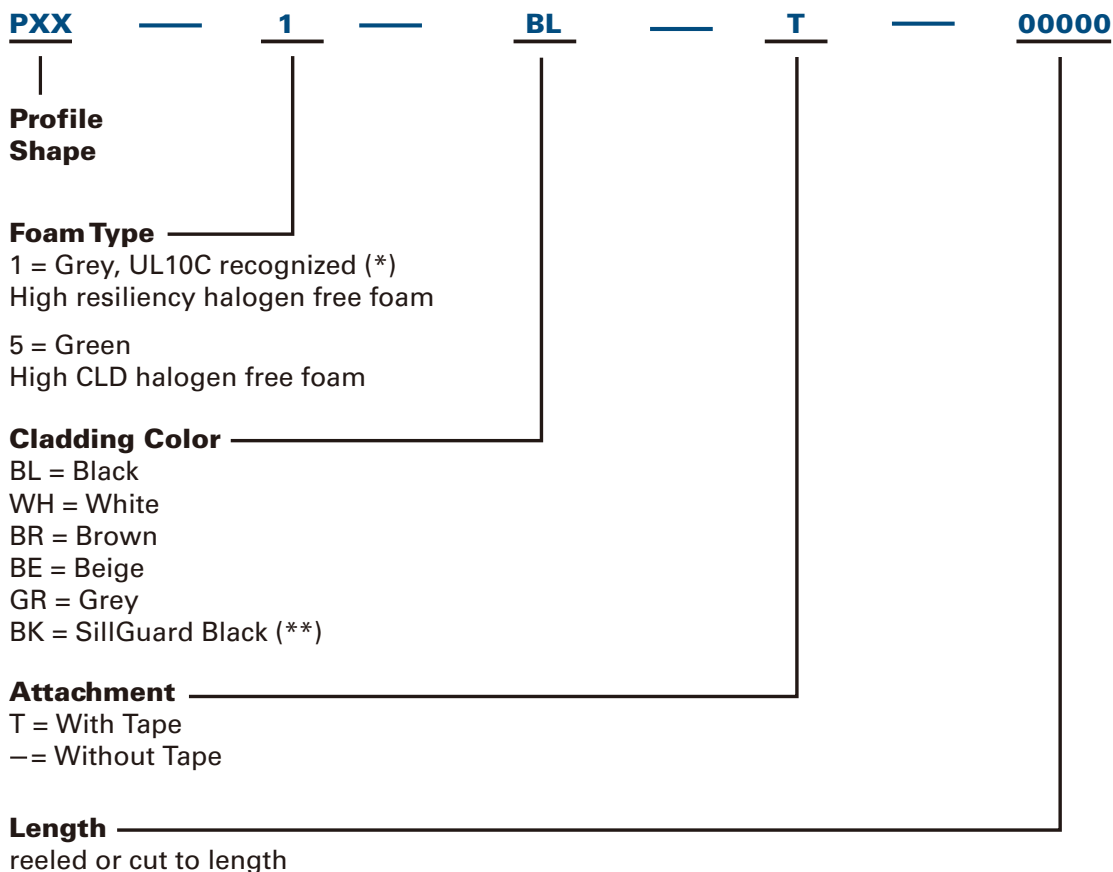 PXX — 1 — BL — T — 00000
Profile
Shape
Foam Type
1 = Grey, UL10C recognized (*)
High resiliency halogen free foam
5 = Green
High CLD halogen free foam
Cladding Color
BL = Black
WH = White
BR = Brown
BE = Beige
GR = Grey
BK = SillGuard Black (**)
Attachment
T = With Tape
—= Without Tape
Length
reeled or cut to length